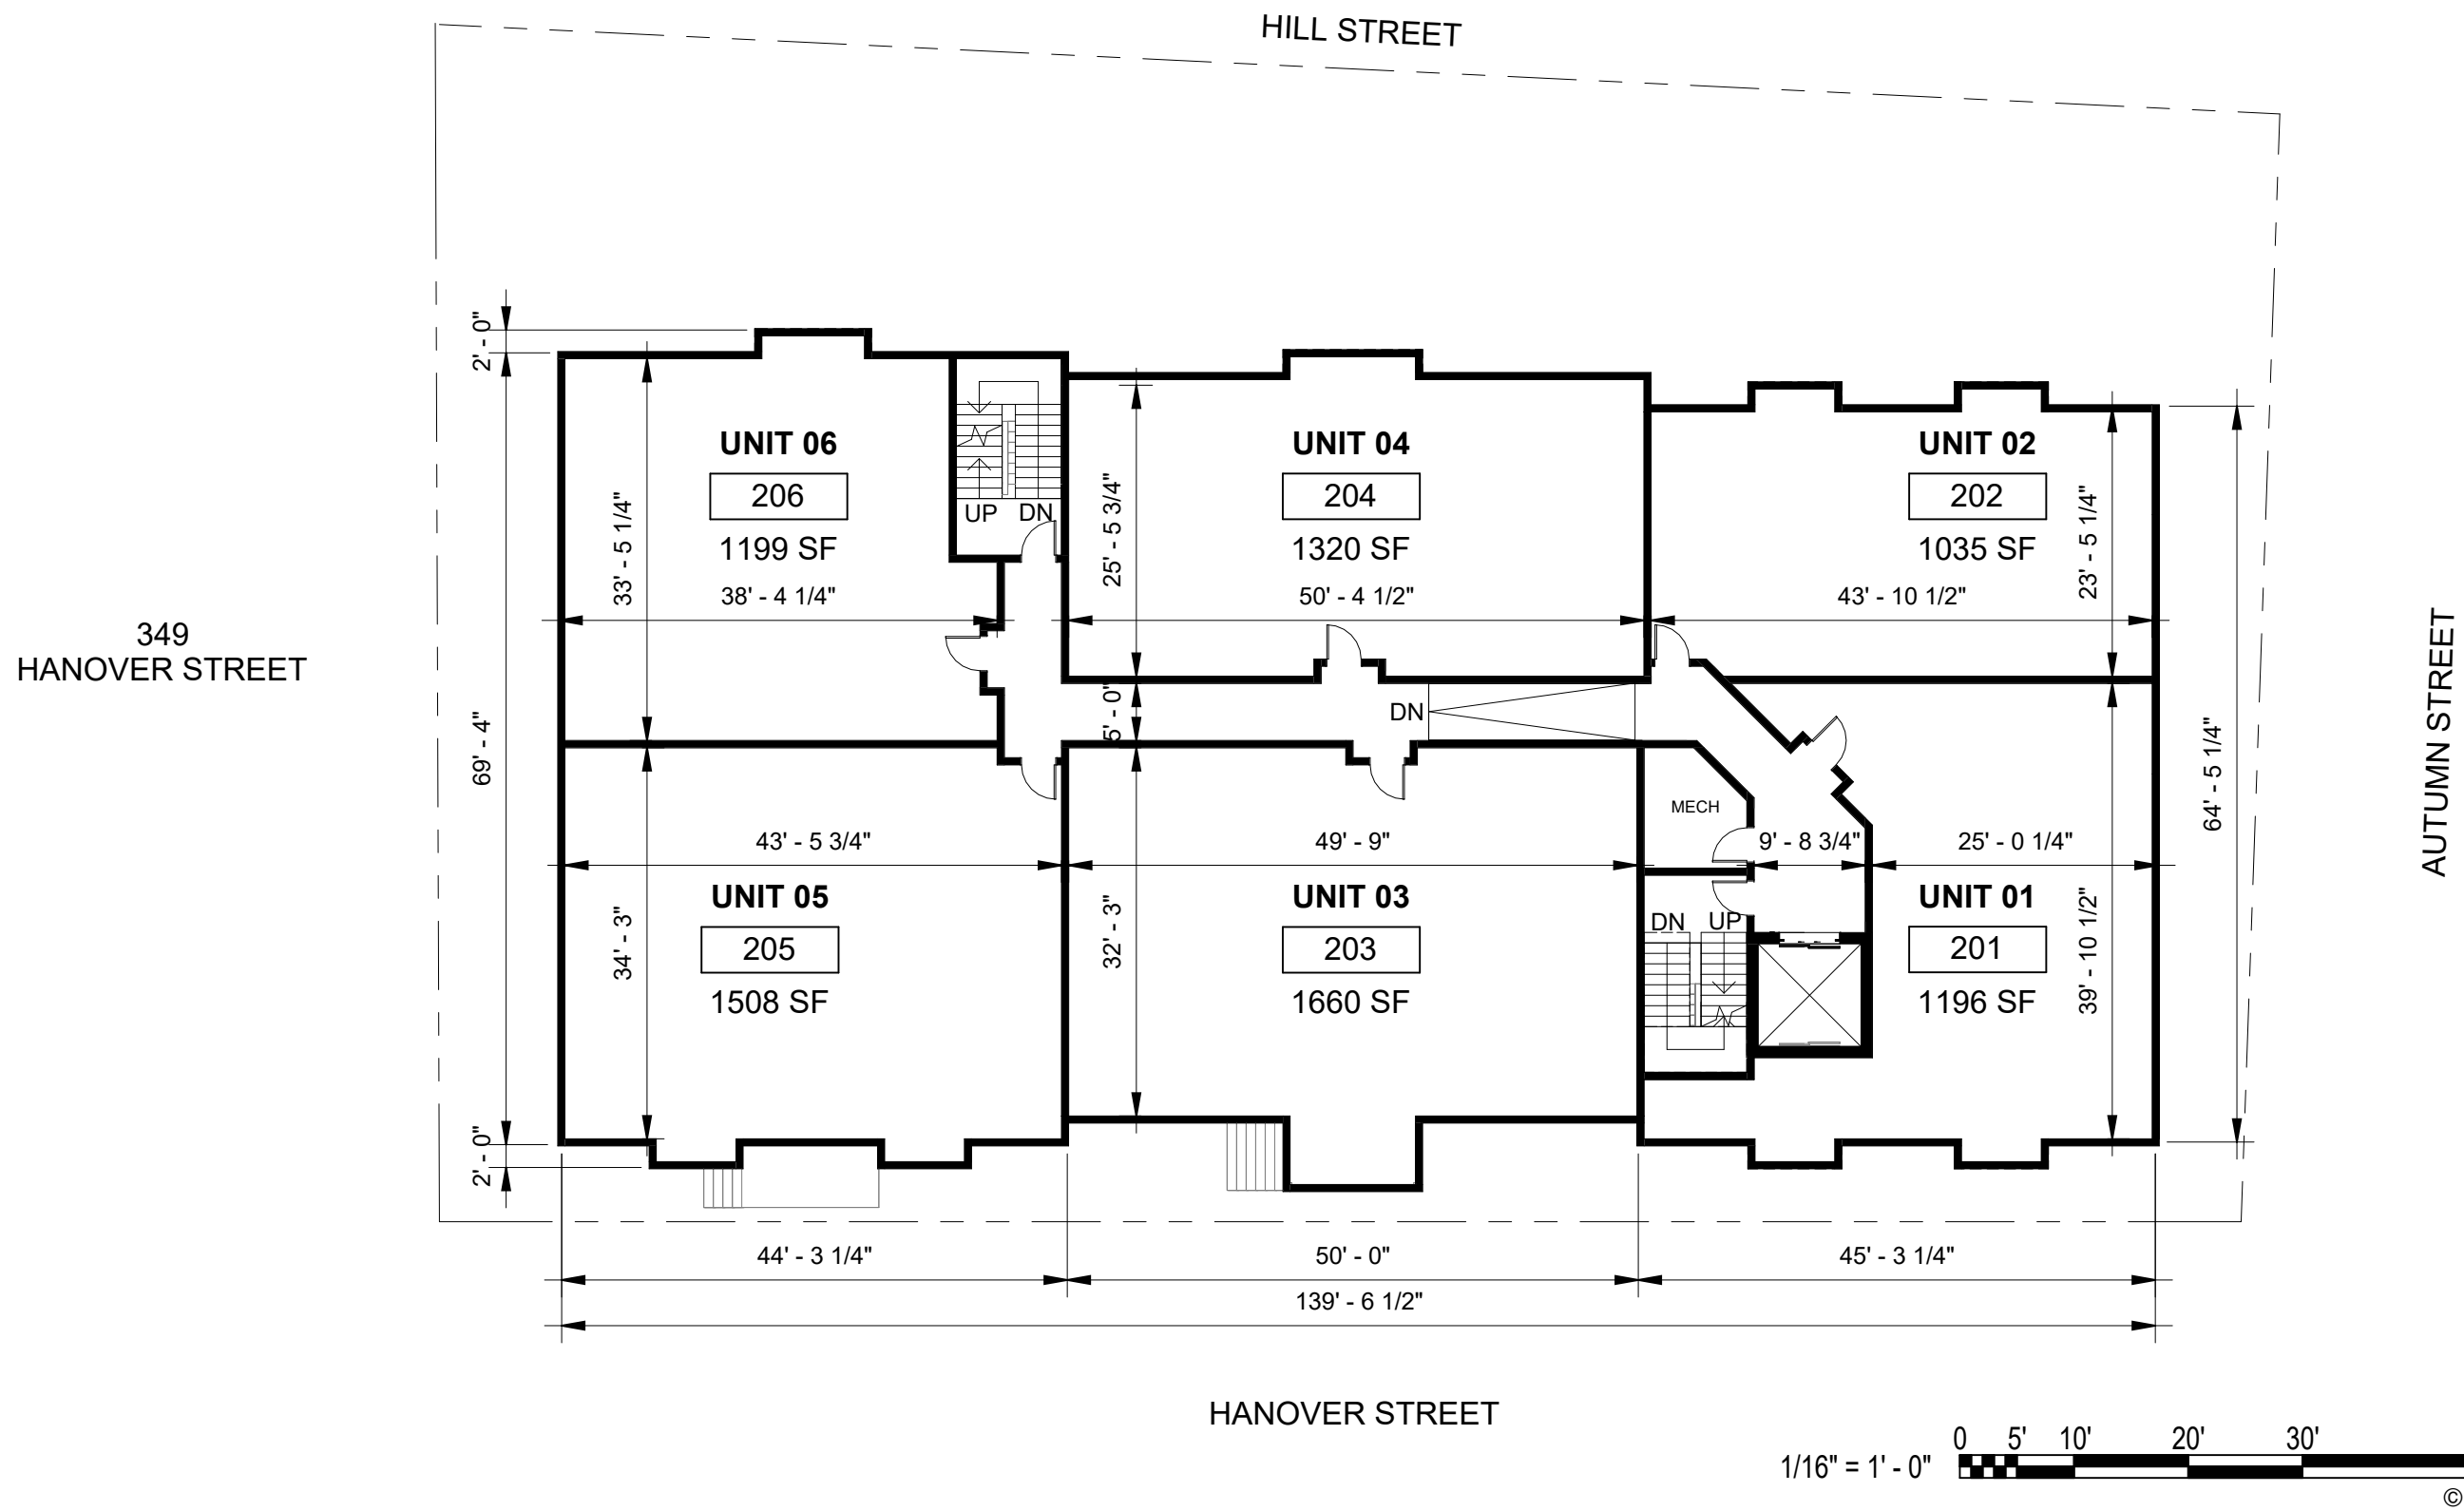 HILL STREET
2' - 0"
UNIT 06
206
1199 SF
38' - 4 1/4"
33' - 5 1/4"
UP
DN
UNIT 04
204
1320 SF
50' - 4 1/2"
25' - 5 3/4"
UNIT 02
202
1035 SF
43' - 10 1/2"
23' - 5 1/4"
349
HANOVER STREET
69' - 4"
5' - 0"
DN
AUTUMN STREET
64' - 5 1/4"
MECH
43' - 5 3/4"
49' - 9"
9' - 8 3/4"
25' - 0 1/4"
UNIT 05
205
1508 SF
34' - 3"
UNIT 03
203
1660 SF
32' - 3"
DN
UP
UNIT 01
201
1196 SF
39' - 10 1/2"
2' - 0"
44' - 3 1/4"
50' - 0"
45' - 3 1/4"
139' - 6 1/2"
HANOVER STREET
0 5' 10' 20' 30'
1/16" = 1' - 0"
©